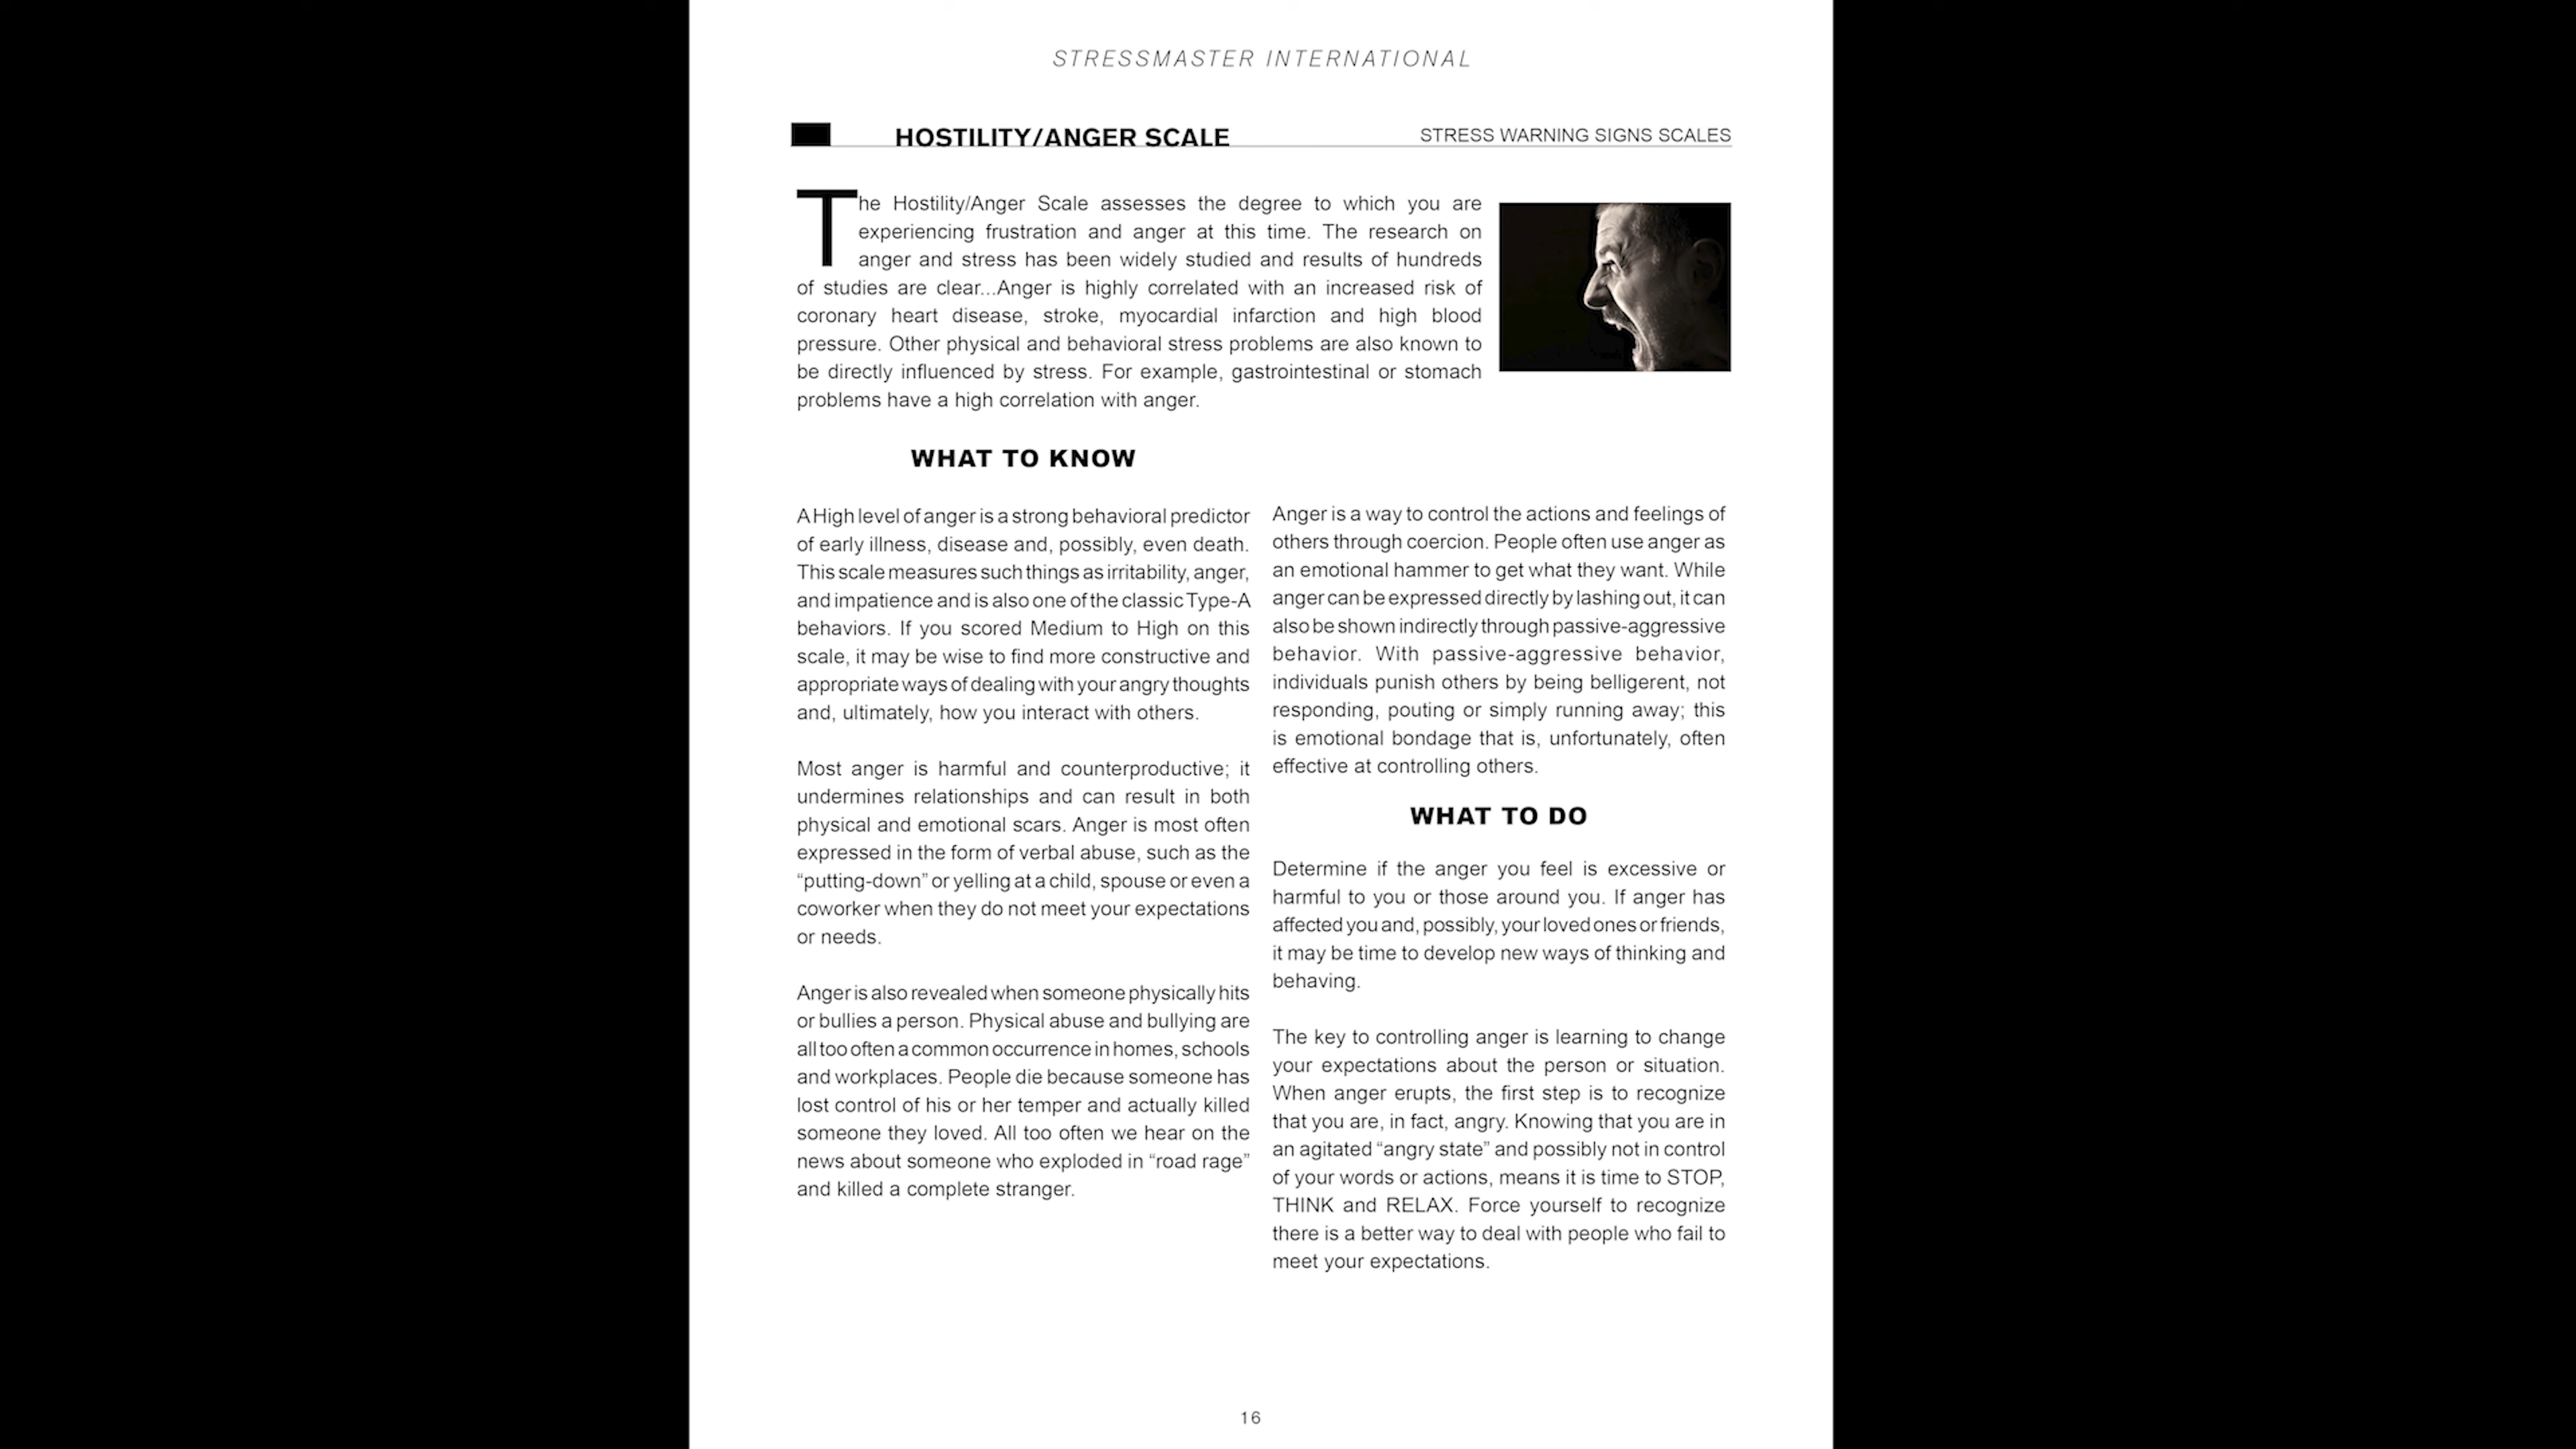 STRESSMASTER INTERNATIONAL
HOSTILITY/ANGER SCALE
STRESS WARNING SIGNS SCALES
The Hostility/Anger Scale assesses the degree to which you are
experiencing frustration and anger at this time. The research on
anger and stress has been widely studied and results of hundreds
of studies are clear...Anger is highly correlated with an increased risk of
coronary heart disease, stroke, myocardial infarction and high blood
pressure. Other physical and behavioral stress problems are also known to
be directly influenced by stress. For example, gastrointestinal or stomach
problems have a high correlation with anger.
WHAT TO KNOW
A High level of anger is a strong behavioral predictor
of early illness, disease and, possibly, even death.
This scale measures such things as irritability, anger,
and impatience and is also one of the classic Type-A
behaviors. If you scored Medium to High on this
scale, it may be wise to find more constructive and
appropriate ways of dealing with your angry thoughts
and, ultimately, how you interact with others.
Most anger is harmful and counterproductive; it
undermines relationships and can result in both
physical and emotional scars. Anger is most often
expressed in the form of verbal abuse, such as the
“putting-down” or yelling at a child, spouse or even a
coworker when they do not meet your expectations
or needs.
Anger is also revealed when someone physically hits
or bullies a person. Physical abuse and bullying are
all too often a common occurrence in homes, schools
and workplaces. People die because someone has
lost control of his or her temper and actually killed
someone they loved. All too often we hear on the
news about someone who exploded in “road rage”
and killed a complete stranger.
Anger is a way to control the actions and feelings of
others through coercion. People often use anger as
an emotional hammer to get what they want. While
anger can be expressed directly by lashing out, it can
also be shown indirectly through passive-aggressive
behavior. With passive-aggressive behavior,
individuals punish others by being belligerent, not
responding, pouting or simply running away; this
is emotional bondage that is, unfortunately, often
effective at controlling others.
WHAT TO DO
Determine if the anger you feel is excessive or
harmful to you or those around you. If anger has
affected you and, possibly, your loved ones or friends,
it may be time to develop new ways of thinking and
behaving.
The key to controlling anger is learning to change
your expectations about the person or situation.
When anger erupts, the first step is to recognize
that you are, in fact, angry. Knowing that you are in
an agitated “angry state” and possibly not in control
of your words or actions, means it is time to STOP,
THINK and RELAX. Force yourself to recognize
there is a better way to deal with people who fail to
meet your expectations.
16